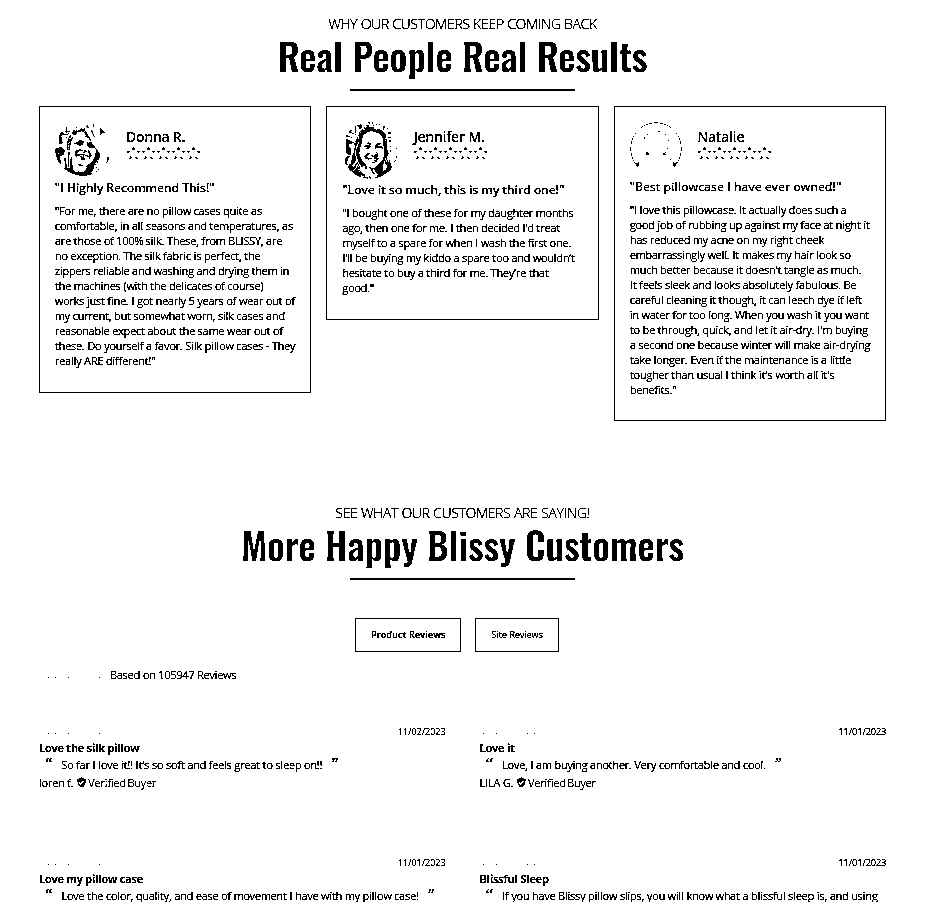 WHY OUR CUSTOMERS KEEP COMING BACK
Real People Real Results
Donna R.
"I Highly Recommend This!"
"For me, there are no pillow cases quite as
comfortable, in all seasons and temperatures, as
are those of 100% silk. These, from BLISSY, are
no exception. The silk fabric is perfect, the
zippers reliable and washing and drying them in
the machines (with the delicates of course)
works just fine. I got nearly 5 years of wear out of
my current, but somewhat worn, silk cases and
reasonable expect about the same wear out of
these. Do yourself a favor. Silk pillow cases - They
really ARE different!"
Jennifer M.
"Love it so much, this is my third one!"
"I bought one of these for my daughter months
ago, then one for me. I then decided I'd treat
myself to a spare for when I wash the first one.
I'll be buying my kiddo a spare too and wouldn't
hesitate to buy a third for me. They're that
good."
Natalie
"Best pillowcase I have ever owned!"
"I love this pillowcase. It actually does such a
good job of rubbing up against my face at night it
has reduced my acne on my right cheek
embarrassingly well. It makes my hair look so
much better because it doesn't tangle as much.
It feels sleek and looks absolutely fabulous. Be
careful cleaning it though, it can leech dye if left
in water for too long. When you wash it you want
to be through, quick, and let it air-dry. I'm buying
a second one because winter will make air-drying
take longer. Even if the maintenance is a little
tougher than usual I think it's worth all it's
benefits."
SEE WHAT OUR CUSTOMERS ARE SAYING!
More Happy Blissy Customers
Product Reviews
Site Reviews
Based on 105947 Reviews
11/02/2023
Love the silk pillow
“ So far I love it!! It's so soft and feels great to sleep on!! ”
loren f. Verified Buyer
11/01/2023
Love it
“ Love, I am buying another. Very comfortable and cool. ”
LILA G. Verified Buyer
11/01/2023
Love my pillow case
“ Love the color, quality, and ease of movement I have with my pillow case! ”
11/01/2023
Blissful Sleep
“ If you have Blissy pillow slips, you will know what a blissful sleep is, and using